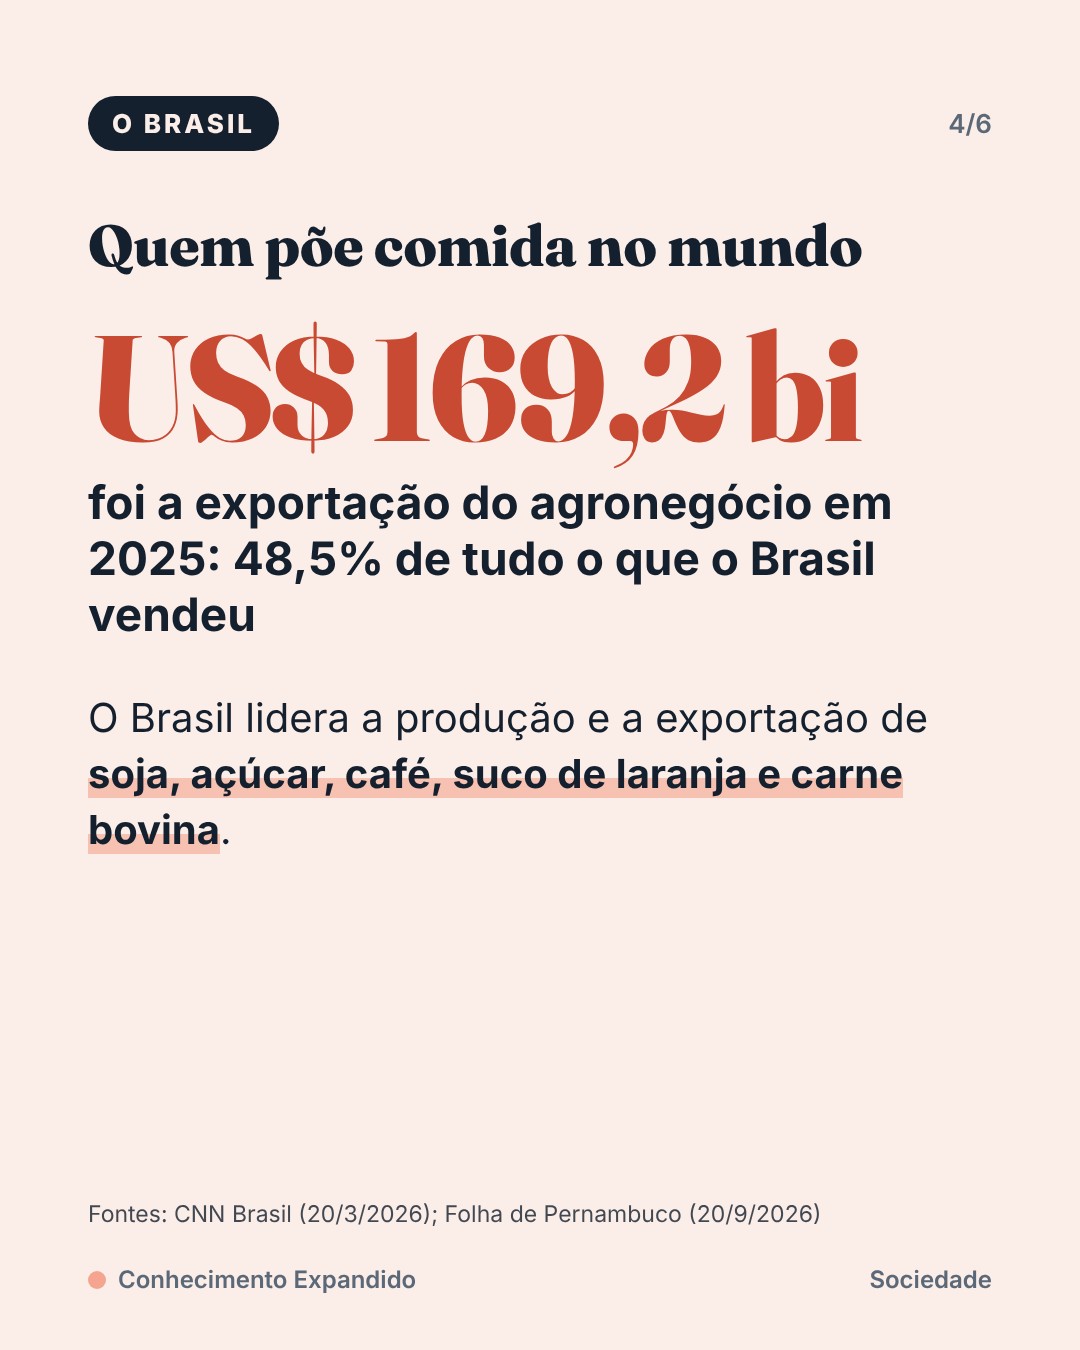 O BRASIL
4/6
Quem põe comida no mundo
US$ 169,2 bi
foi a exportação do agronegócio em
2025: 48,5% de tudo o que o Brasil
vendeu
O Brasil lidera a produção e a exportação de
soja, açúcar, café, suco de laranja e carne
bovina.
Fontes: CNN Brasil (20/3/2026); Folha de Pernambuco (20/9/2026)
Conhecimento Expandido
Sociedade